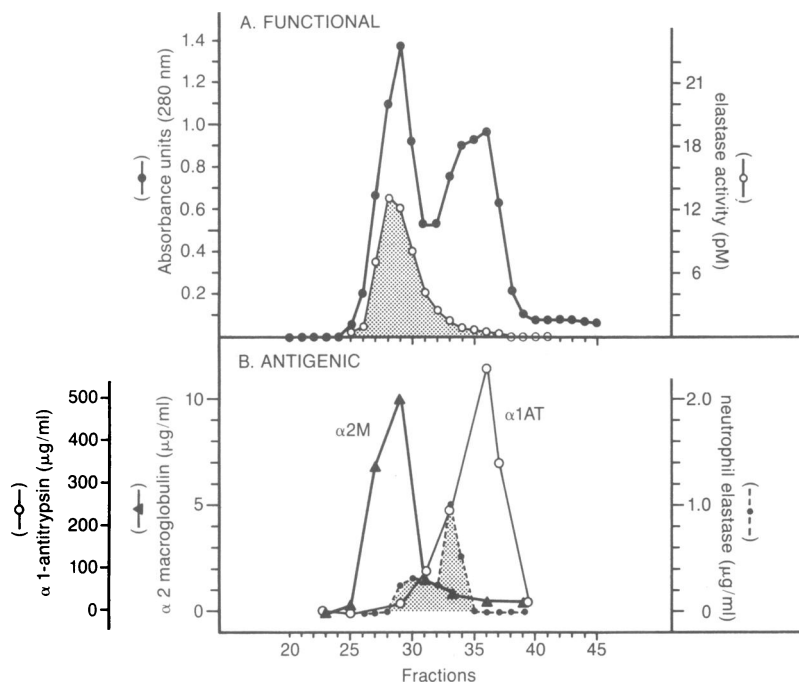 A. FUNCTIONAL
1.4
1.2
1.0
0.8
0.6
0.4
0.2
Absorbance units (280 nm)
21
18
12
6
elastase activity (pM)
B. ANTIGENIC
500
400
300
200
100
0
α 1-antitrypsin (μg/ml)
10
5
0
α 2 macroglobulin (μg/ml)
α2M
α1AT
2.0
1.0
0
neutrophil elastase (μg/ml)
20 25 30 35 40 45
Fractions